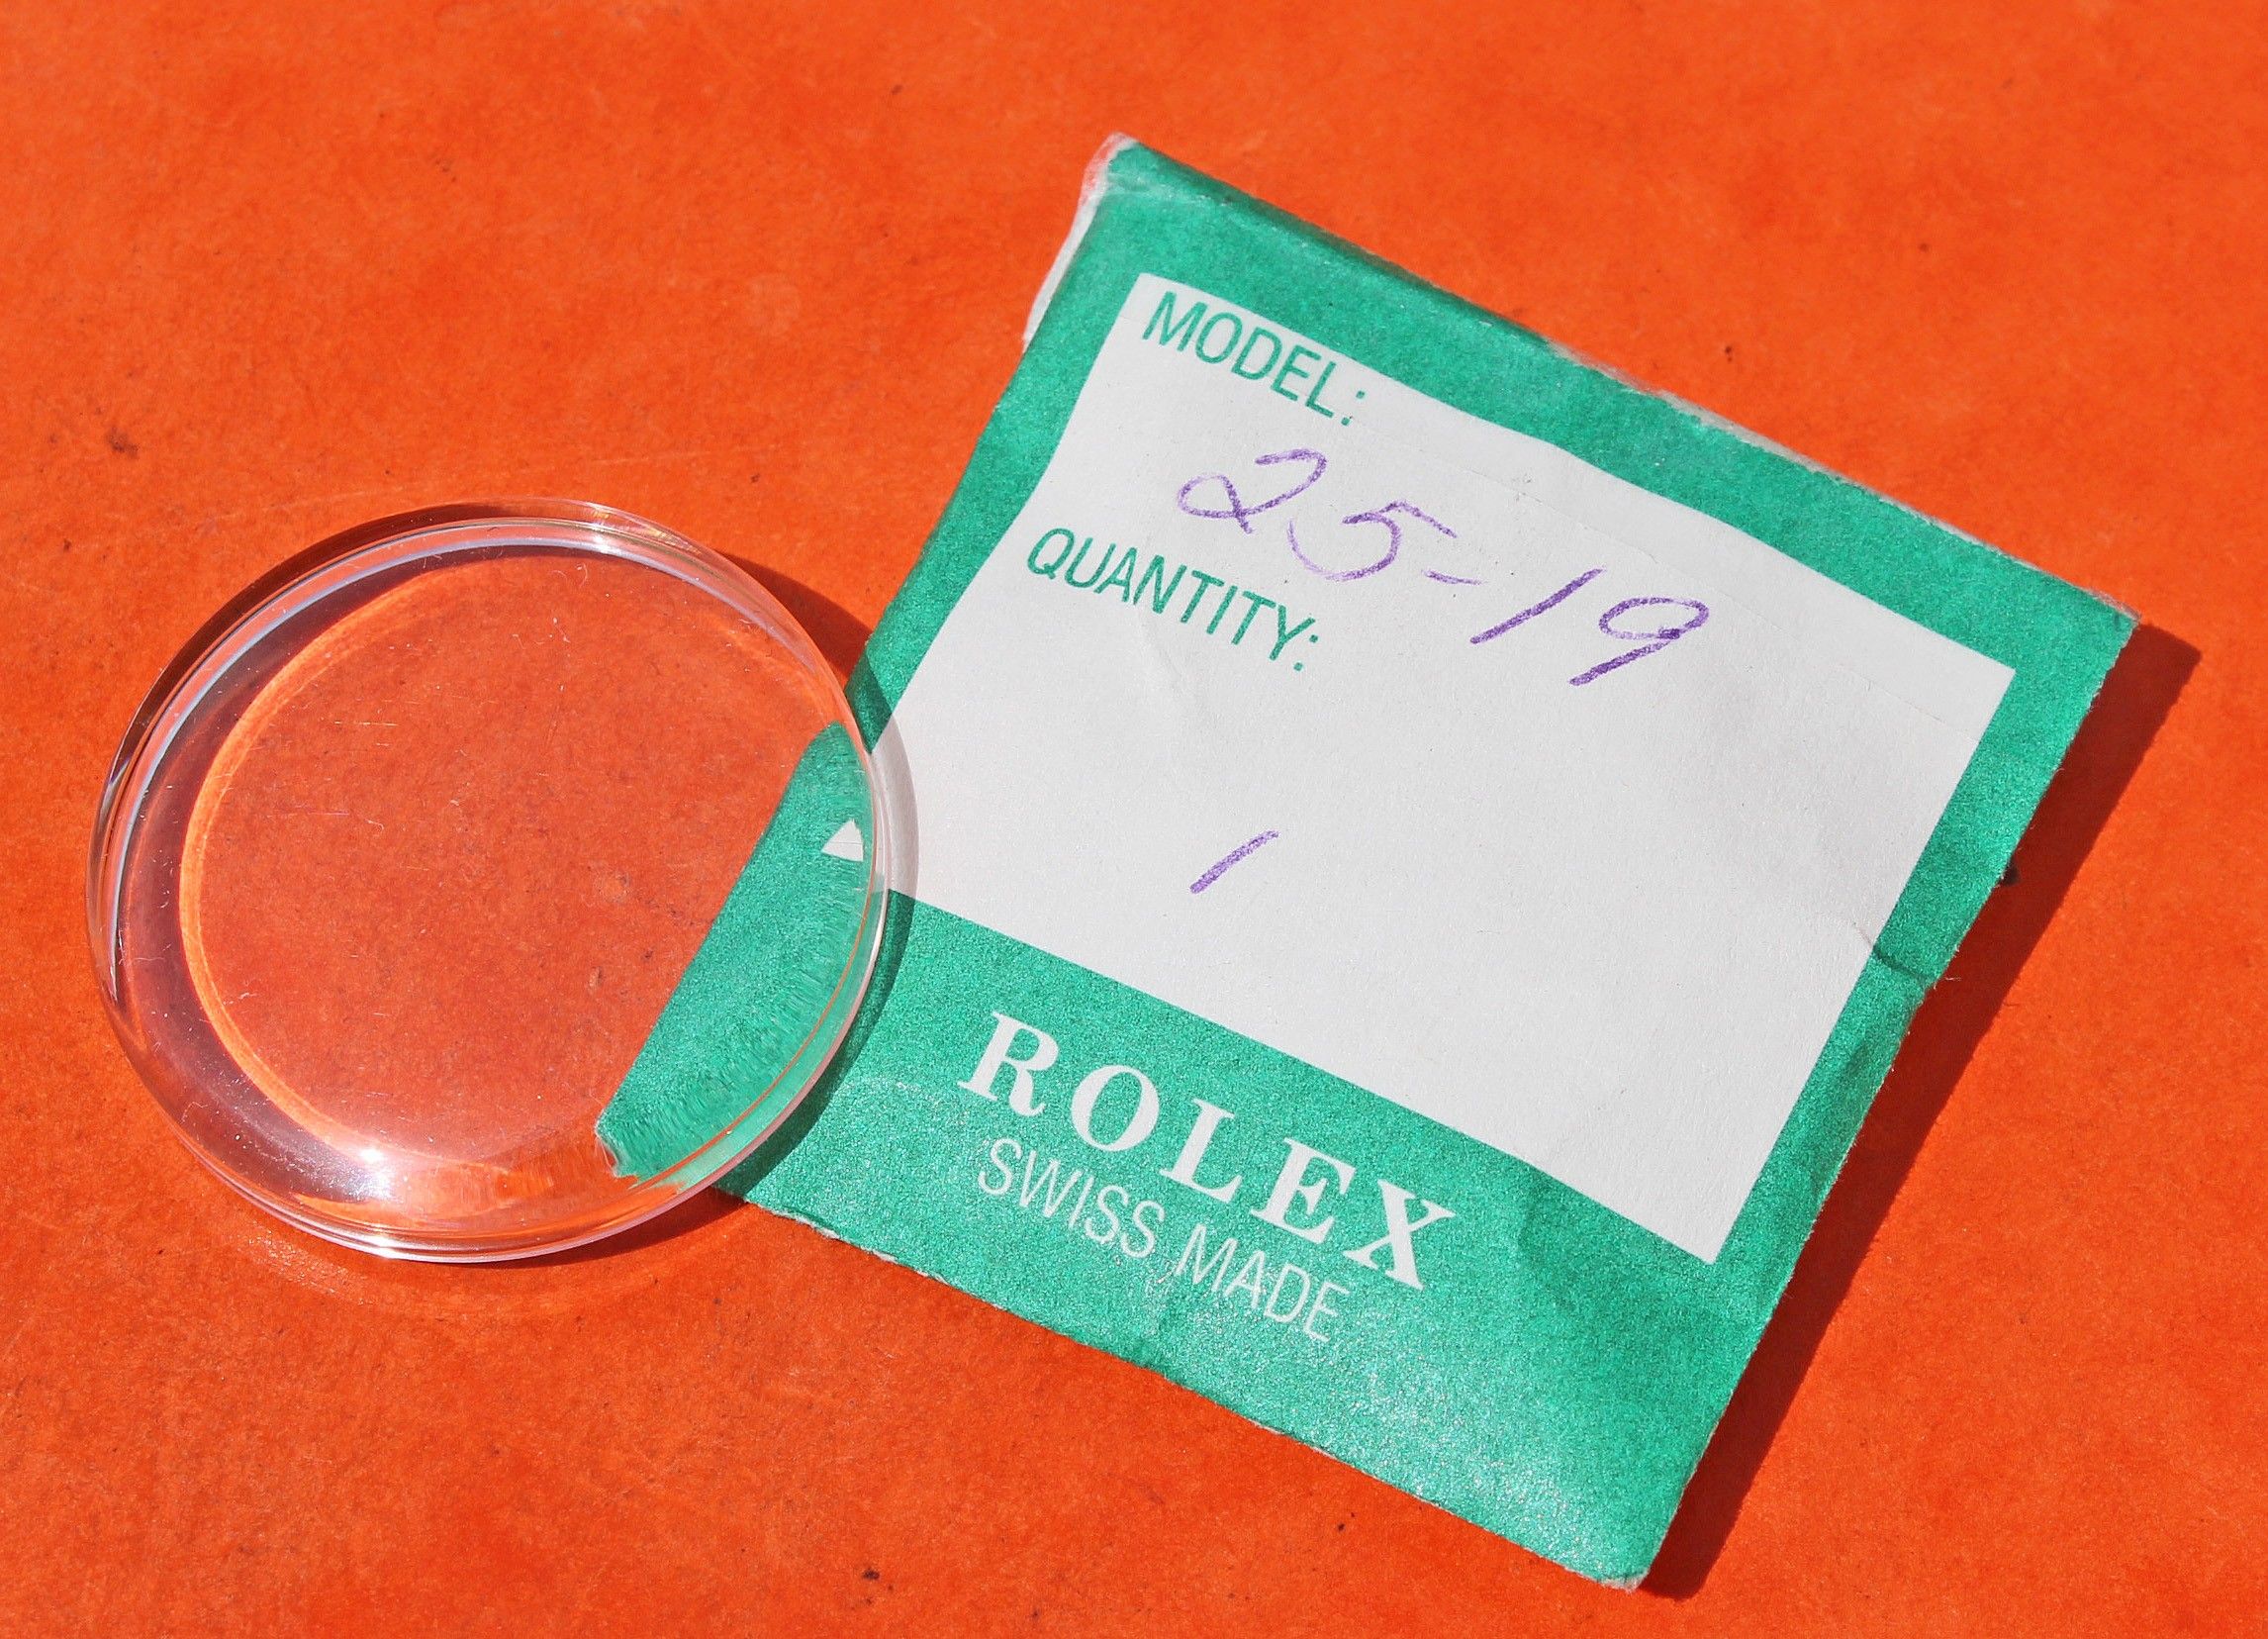 MODEL:
25-19
QUANTITY:
1
ROLEX
SWISS MADE